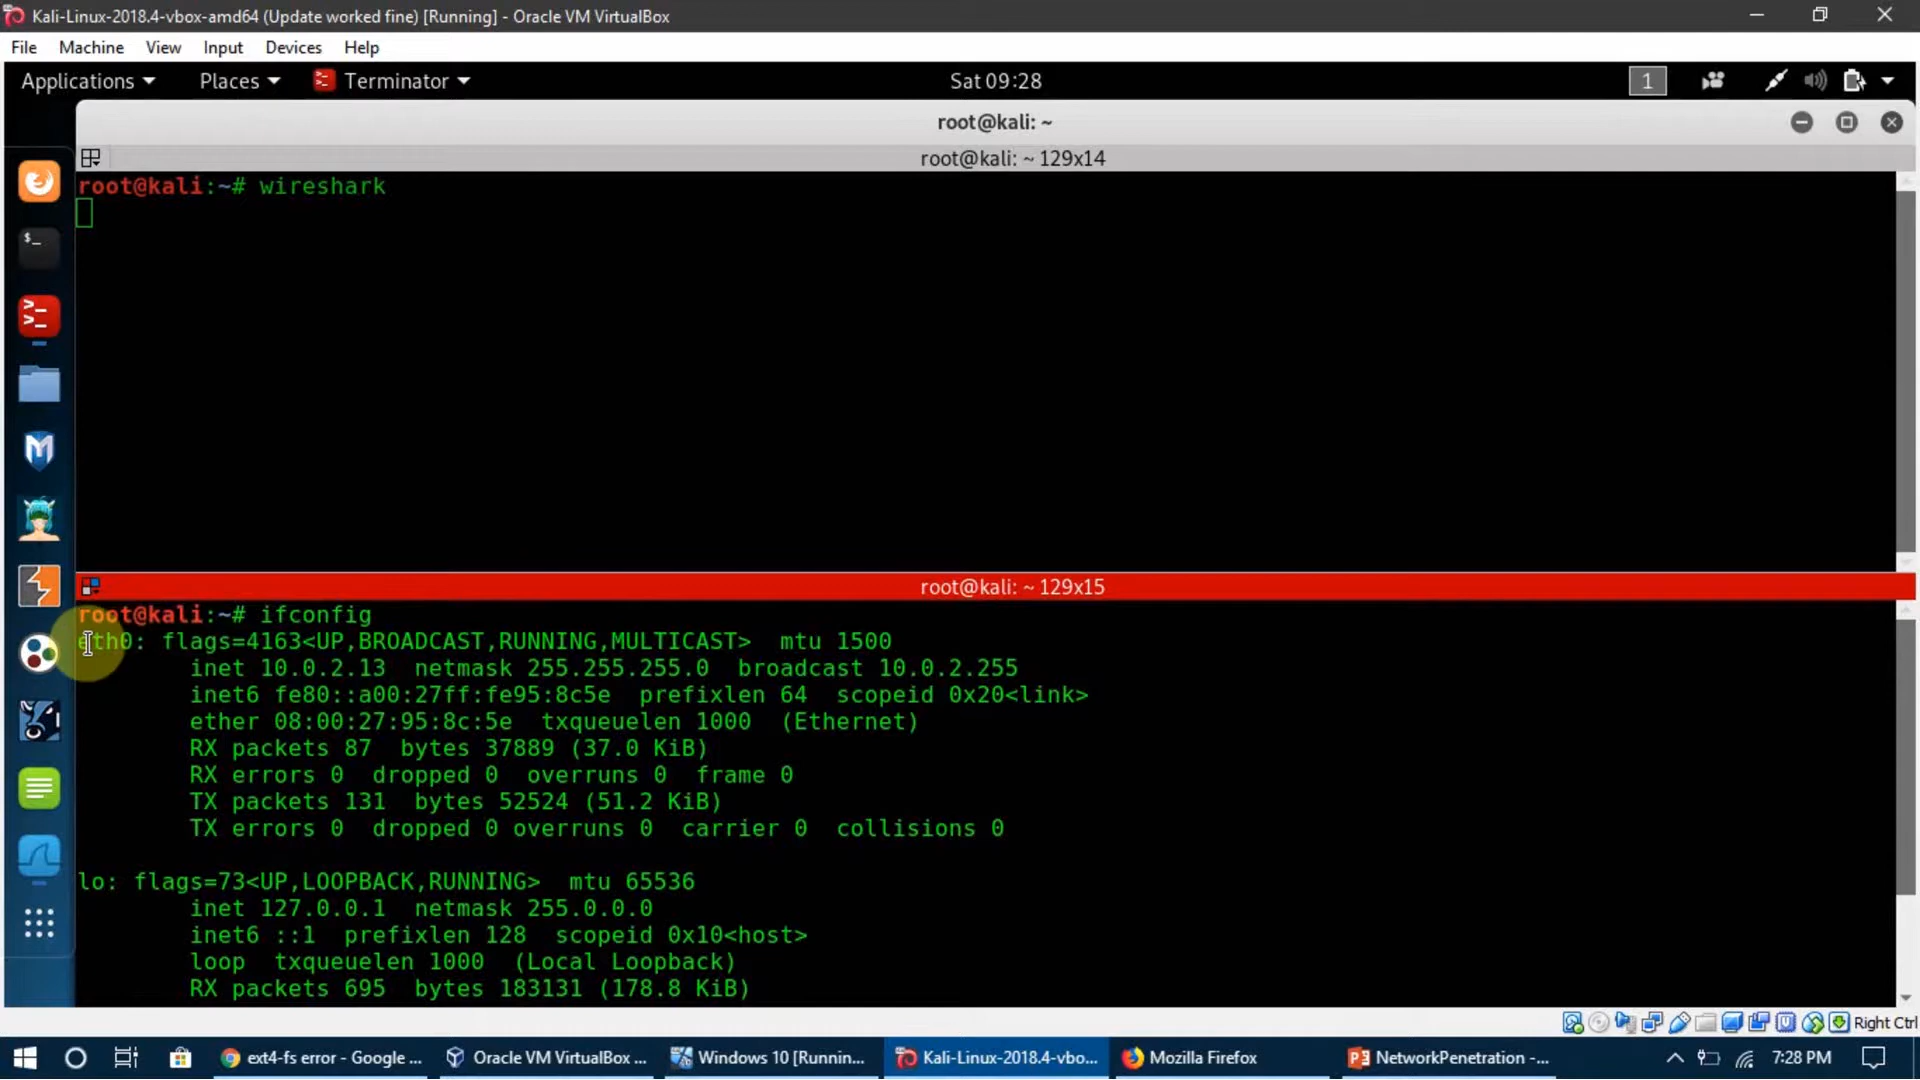 Kali-Linux-2018.4-vbox-amd64 (Update worked fine) [Running] - Oracle VM VirtualBox
File Machine View Input Devices Help
Applications Places Terminator Sat 09:28 1
root@kali: ~
root@kali: ~ 129x14
root@kali:~# wireshark
root@kali: ~ 129x15
root@kali:~# ifconfig
eth0: flags=4163<UP,BROADCAST,RUNNING,MULTICAST> mtu 1500
inet 10.0.2.13 netmask 255.255.255.0 broadcast 10.0.2.255
inet6 fe80::a00:27ff:fe95:8c5e prefixlen 64 scopeid 0x20<link>
ether 08:00:27:95:8c:5e txqueuelen 1000 (Ethernet)
RX packets 87 bytes 37889 (37.0 KiB)
RX errors 0 dropped 0 overruns 0 frame 0
TX packets 131 bytes 52524 (51.2 KiB)
TX errors 0 dropped 0 overruns 0 carrier 0 collisions 0
lo: flags=73<UP,LOOPBACK,RUNNING> mtu 65536
inet 127.0.0.1 netmask 255.0.0.0
inet6 ::1 prefixlen 128 scopeid 0x10<host>
loop txqueuelen 1000 (Local Loopback)
RX packets 695 bytes 183131 (178.8 KiB)
Right Ctrl
ext4-fs error - Google ... Oracle VM VirtualBox ... Windows 10 [Runnin... Kali-Linux-2018.4-vbo... Mozilla Firefox NetworkPenetration -... 7:28 PM